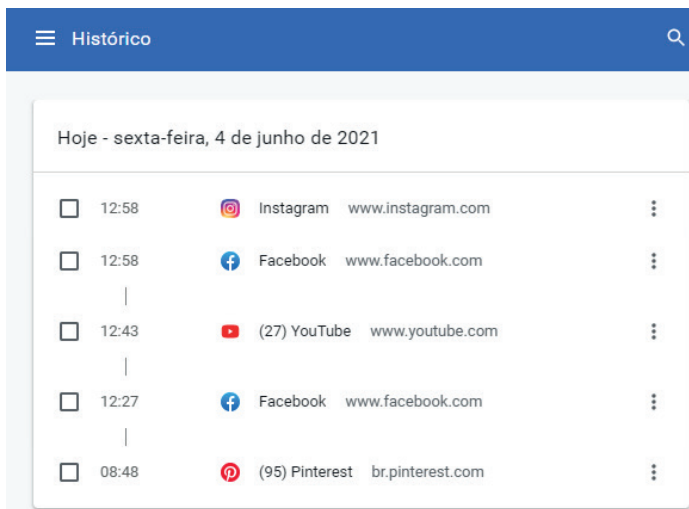 Histórico
Hoje - sexta-feira, 4 de junho de 2021
12:58 Instagram www.instagram.com
12:58 Facebook www.facebook.com
12:43 (27) YouTube www.youtube.com
12:27 Facebook www.facebook.com
08:48 (95) Pinterest br.pinterest.com